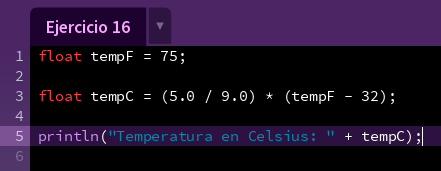 Ejercicio 16 ▼
1 float tempF = 75;
2
3 float tempC = (5.0 / 9.0) * (tempF - 32);
4
5 println("Temperatura en Celsius: " + tempC);
6